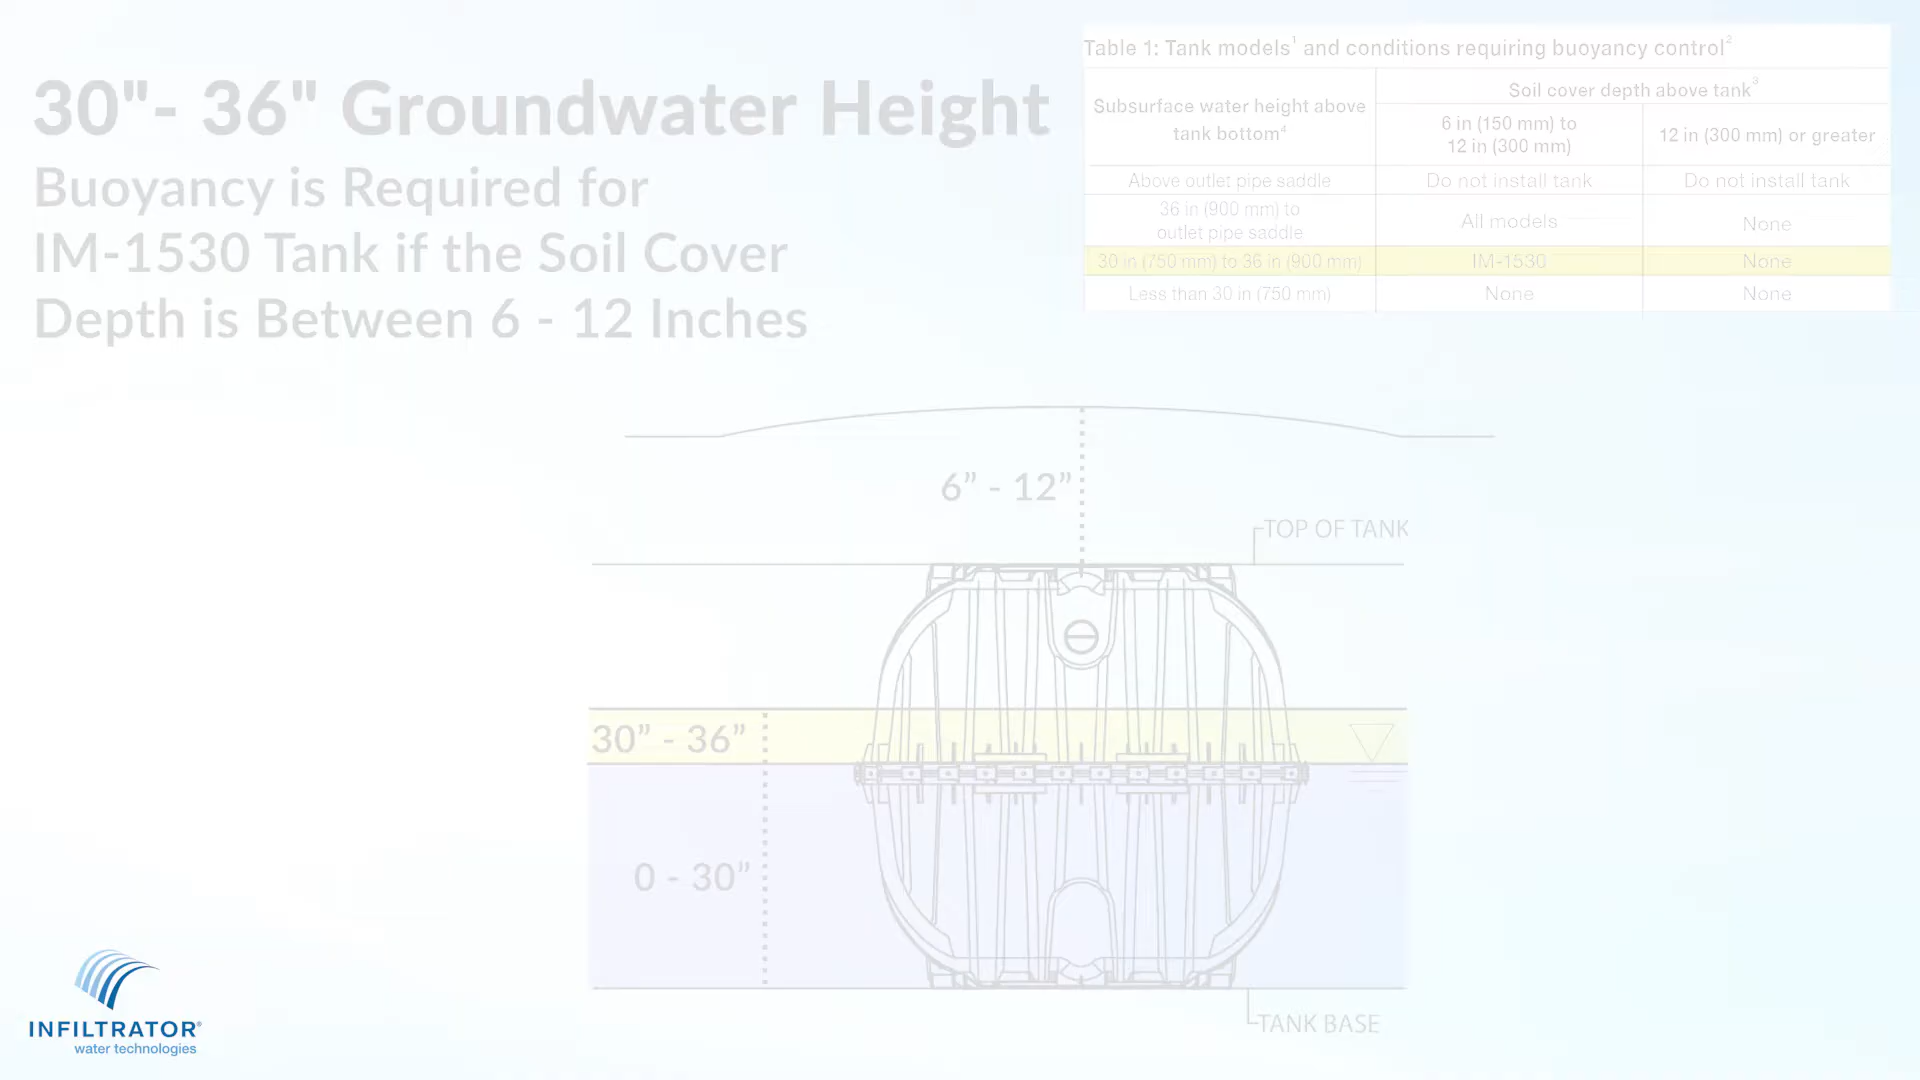 30"- 36" Groundwater Height
Buoyancy is Required for
IM-1530 Tank if the Soil Cover
Depth is Between 6 - 12 Inches
Table 1: Tank models¹ and conditions requiring buoyancy control²
Subsurface water height above
tank bottom⁴
Soil cover depth above tank³
6 in (150 mm) to
12 in (300 mm)
12 in (300 mm) or greater
Above outlet pipe saddle
Do not install tank
Do not install tank
36 in (900 mm) to
outlet pipe saddle
All models
None
30 in (750 mm) to 36 in (900 mm)
IM-1530
None
Less than 30 in (750 mm)
None
None
6” - 12”
TOP OF TANK
30” - 36”
0 - 30”
TANK BASE
INFILTRATOR®
water technologies